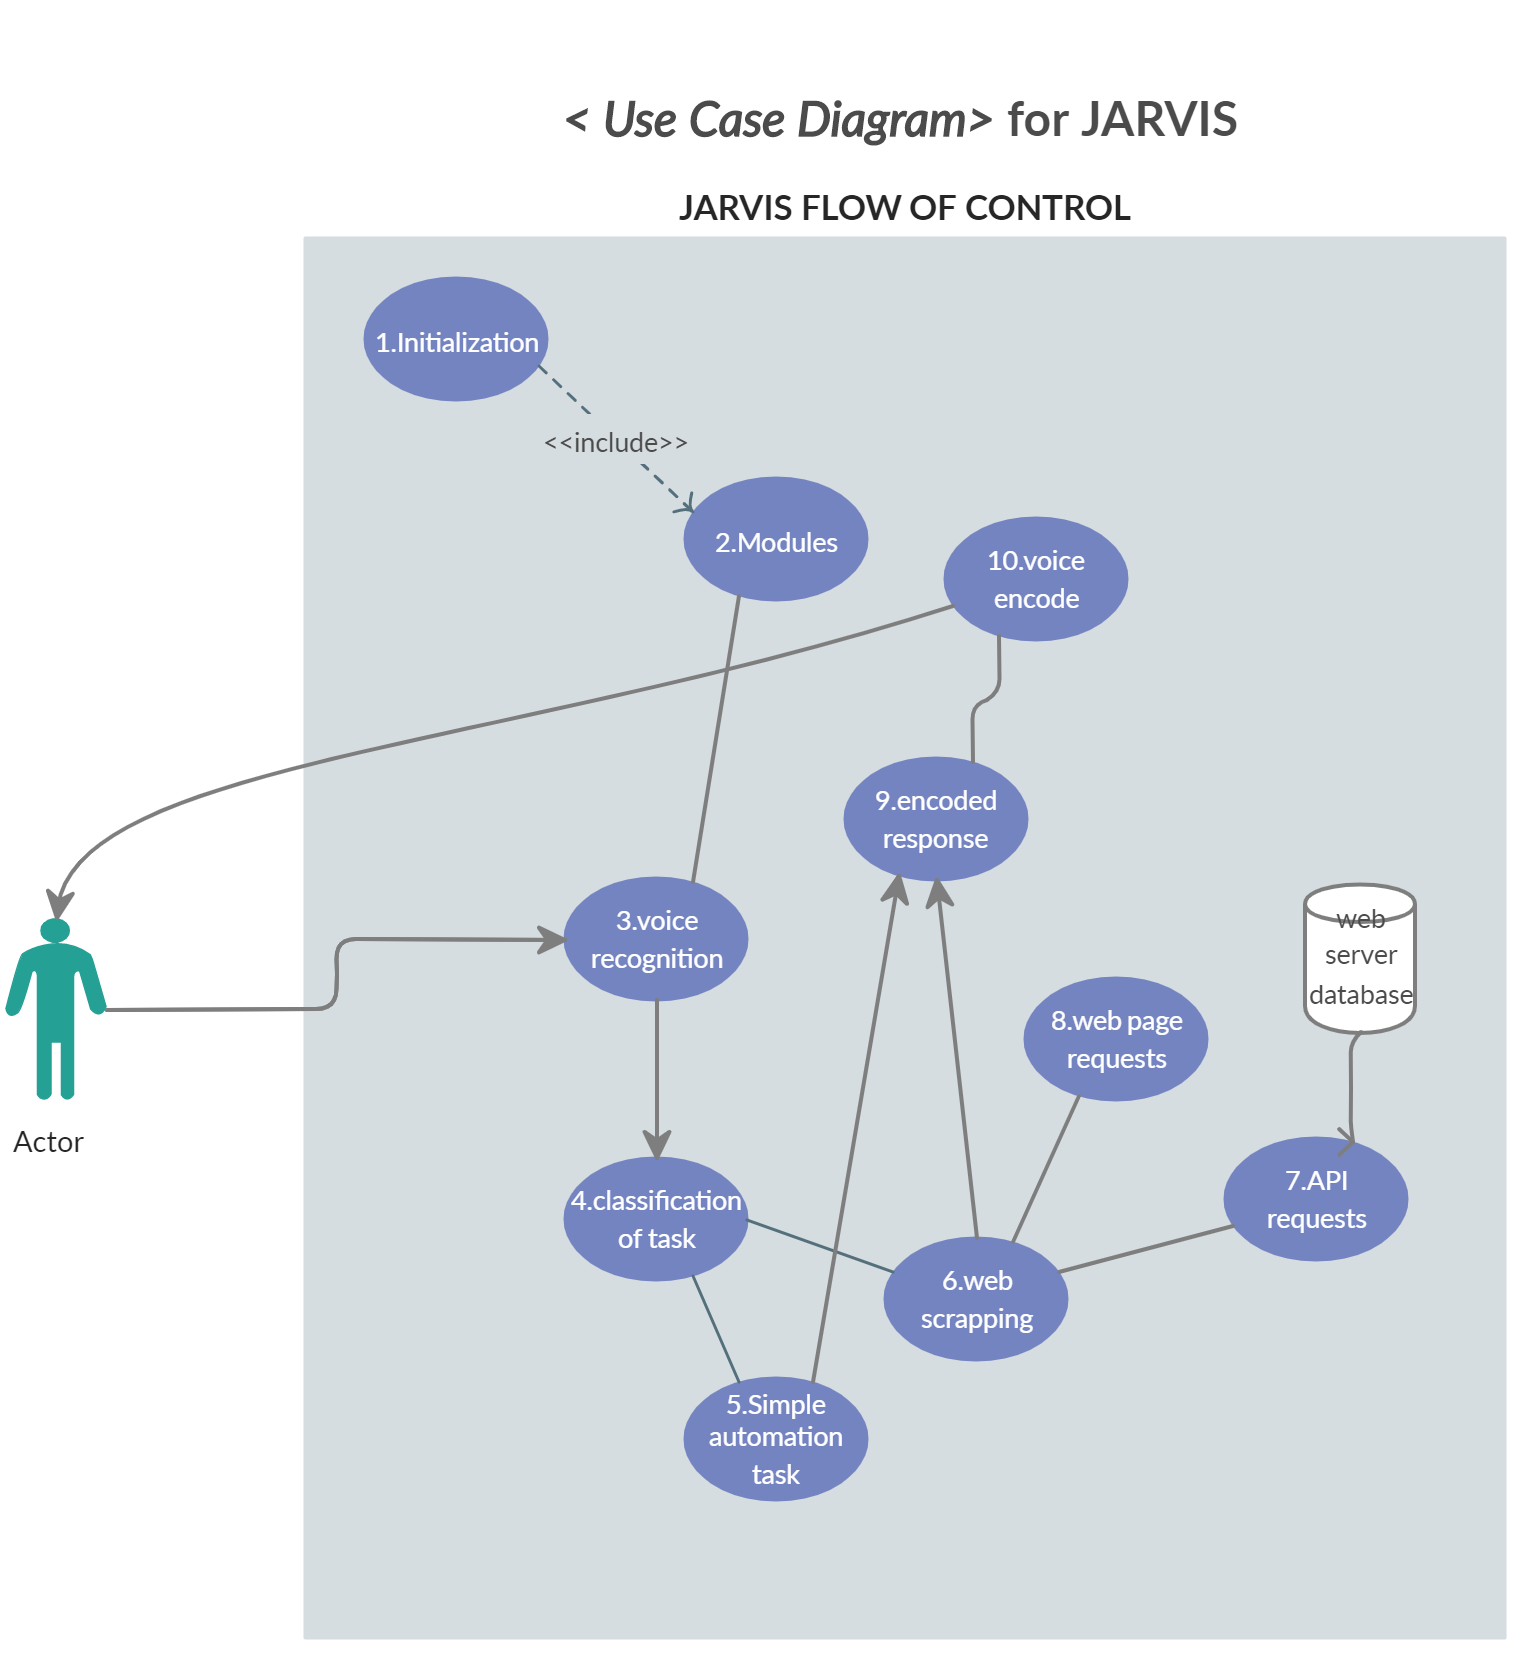 < Use Case Diagram> for JARVIS
JARVIS FLOW OF CONTROL
1.Initialization
<<include>>
2.Modules
10.voice
encode
9.encoded
response
3.voice
recognition
web
server
database
8.web page
requests
Actor
4.classification
of task
7.API
requests
6.web
scrapping
5.Simple
automation
task